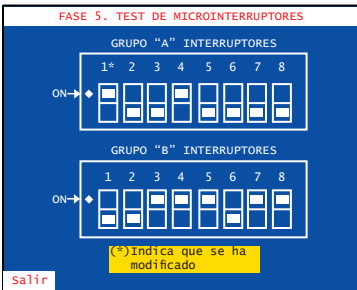 FASE 5. TEST DE MICROINTERRUPTORES
GRUPO “A” INTERRUPTORES
1* 2 3 4 5 6 7 8
ON
GRUPO “B” INTERRUPTORES
1 2 3 4 5 6 7 8
ON
(*)Indica que se ha
modificado
Salir